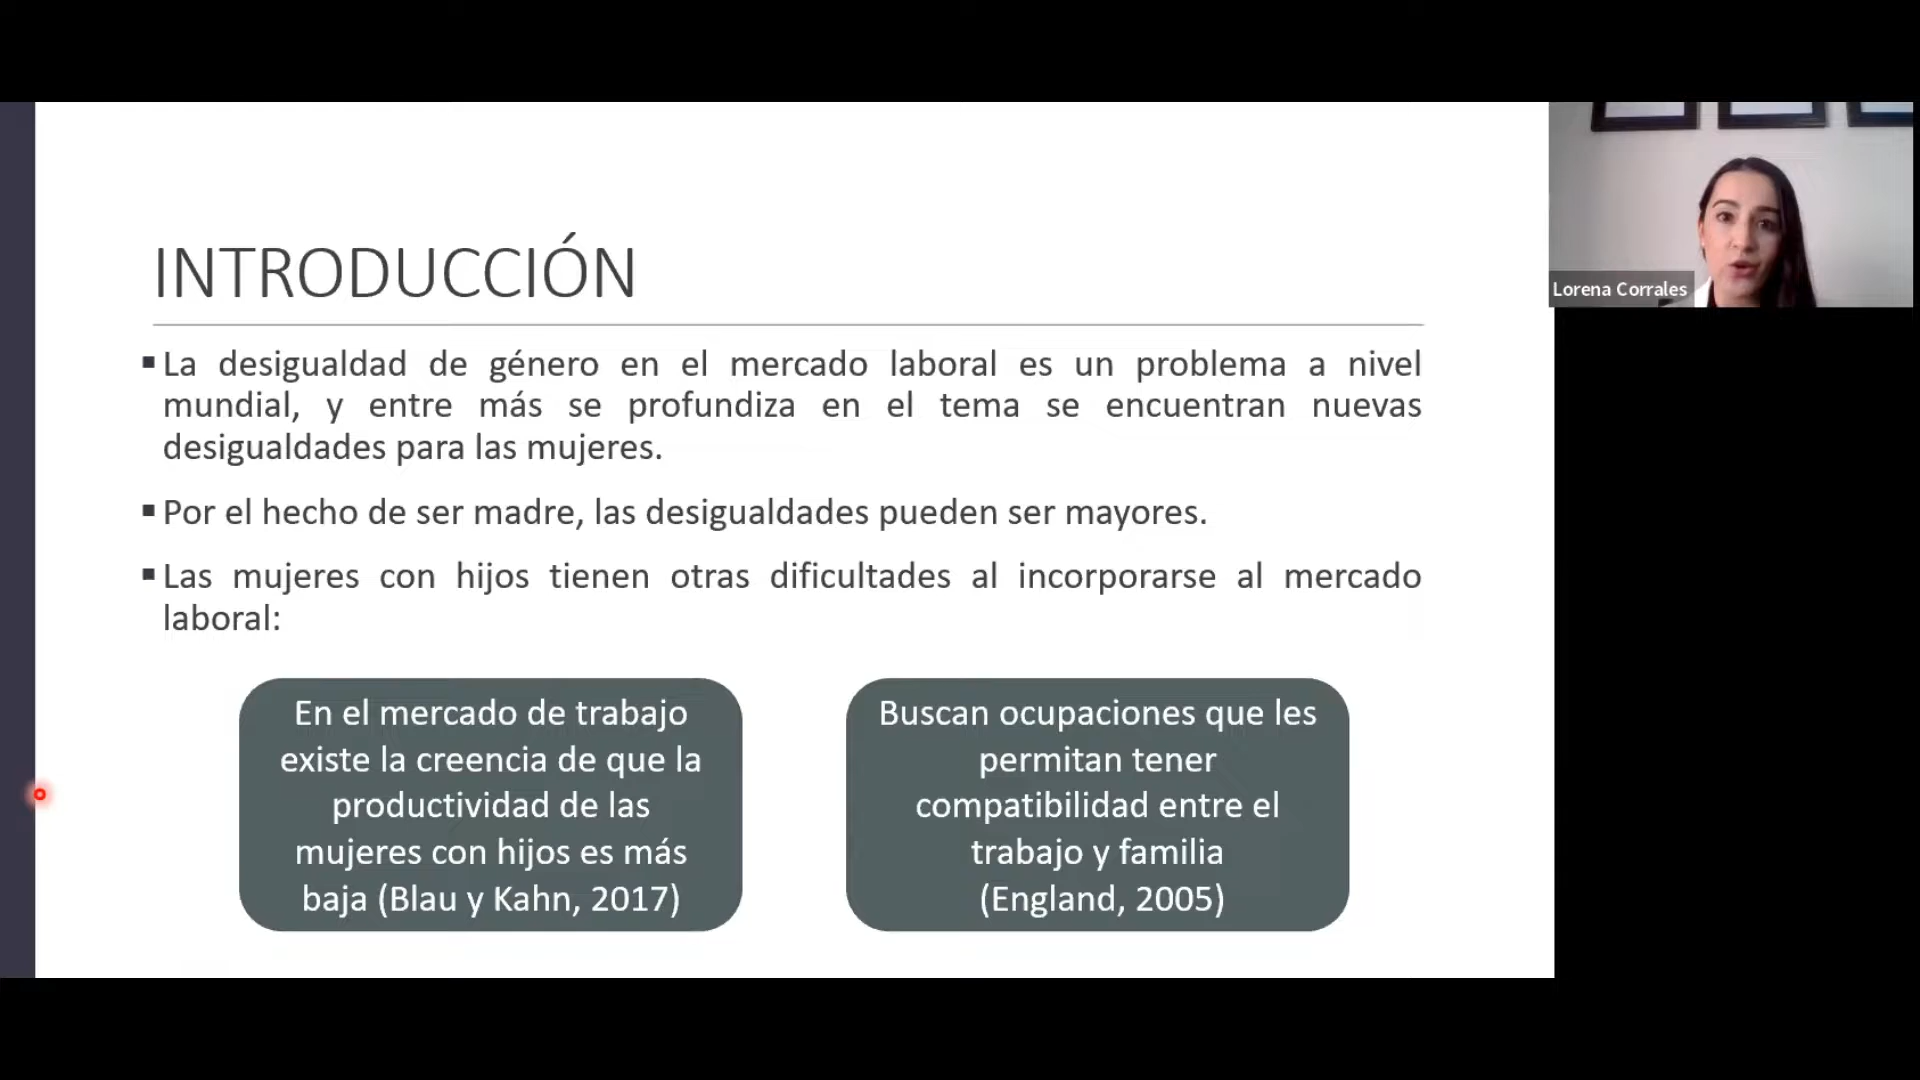 INTRODUCCIÓN
▪La desigualdad de género en el mercado laboral es un problema a nivel
mundial, y entre más se profundiza en el tema se encuentran nuevas
desigualdades para las mujeres.
▪Por el hecho de ser madre, las desigualdades pueden ser mayores.
▪Las mujeres con hijos tienen otras dificultades al incorporarse al mercado
laboral:
En el mercado de trabajo
existe la creencia de que la
productividad de las
mujeres con hijos es más
baja (Blau y Kahn, 2017)
Buscan ocupaciones que les
permitan tener
compatibilidad entre el
trabajo y familia
(England, 2005)
Lorena Corrales